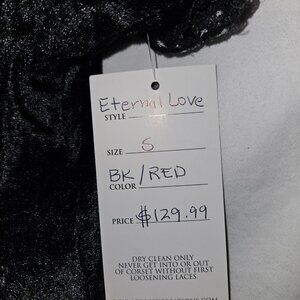 Eternal Love
STYLE
SIZE S
BK/RED
COLOR
PRICE $129.99
DRY CLEAN ONLY
NEVER GET INTO OR OUT
OF CORSET WITHOUT FIRST
LOOSENING LACES.